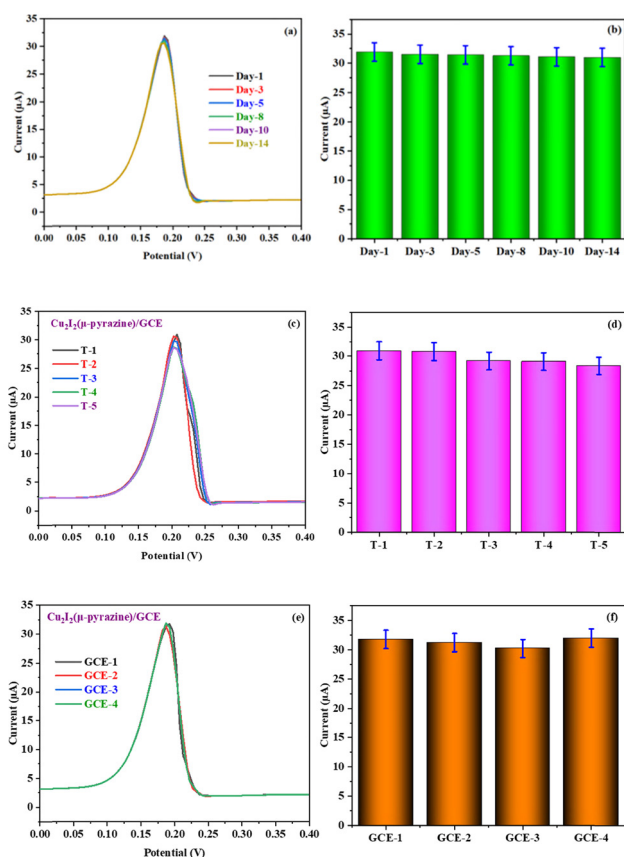 (a)
Current (µA)
35
30
25
20
15
10
5
0
Day-1
Day-3
Day-5
Day-8
Day-10
Day-14
0.00 0.05 0.10 0.15 0.20 0.25 0.30 0.35 0.40
Potential (V)
(b)
Current (µA)
35
30
25
20
15
10
5
0
Day-1 Day-3 Day-5 Day-8 Day-10 Day-14
Cu₂I₂(µ-pyrazine)/GCE (c)
Current (µA)
35
30
25
20
15
10
5
0
T-1
T-2
T-3
T-4
T-5
0.00 0.05 0.10 0.15 0.20 0.25 0.30 0.35 0.40
Potential (V)
(d)
Current (µA)
35
30
25
20
15
10
5
0
T-1 T-2 T-3 T-4 T-5
Cu₂I₂(µ-pyrazine)/GCE (e)
Current (µA)
35
30
25
20
15
10
5
0
GCE-1
GCE-2
GCE-3
GCE-4
0.00 0.05 0.10 0.15 0.20 0.25 0.30 0.35 0.40
Potential (V)
(f)
Current (µA)
35
30
25
20
15
10
5
0
GCE-1 GCE-2 GCE-3 GCE-4